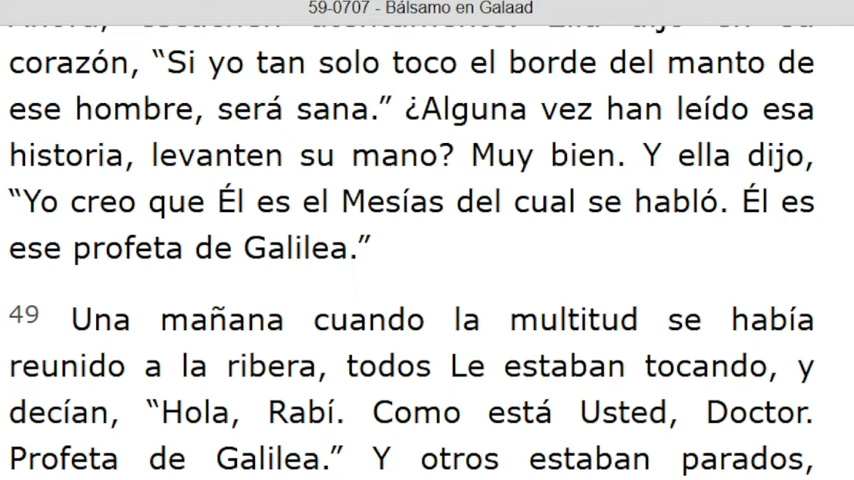 59-0707 - Bálsamo en Galaad
corazón, “Si yo tan solo toco el borde del manto de
ese hombre, será sana.” ¿Alguna vez han leído esa
historia, levanten su mano? Muy bien. Y ella dijo,
“Yo creo que Él es el Mesías del cual se habló. Él es
ese profeta de Galilea.”
49 Una mañana cuando la multitud se había
reunido a la ribera, todos Le estaban tocando, y
decían, “Hola, Rabí. Como está Usted, Doctor.
Profeta de Galilea.” Y otros estaban parados,